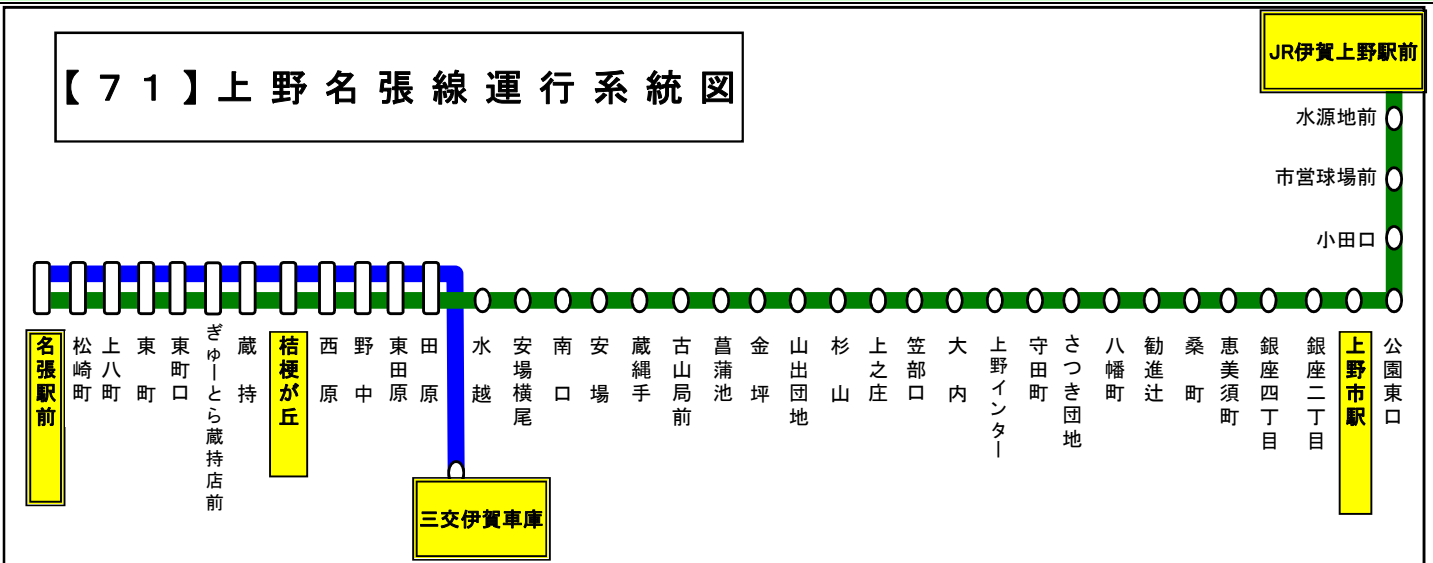 【７１】上野名張線運行系統図
JR伊賀上野駅前
水源地前
市営球場前
小田口
名張駅前
松崎町
上八町
東町
東町口
ぎゅーとら蔵持店前
蔵持
桔梗が丘
西原
野中
東田原
田原
水越
安場横尾
南口
安場
蔵縄手
古山局前
菖蒲池
金坪
山出団地
杉山
上之庄
笠部口
大内
上野インター
守田町
さつき団地
八幡町
勧進辻
桑町
恵美須町
銀座四丁目
銀座二丁目
上野市駅
公園東口
三交伊賀車庫